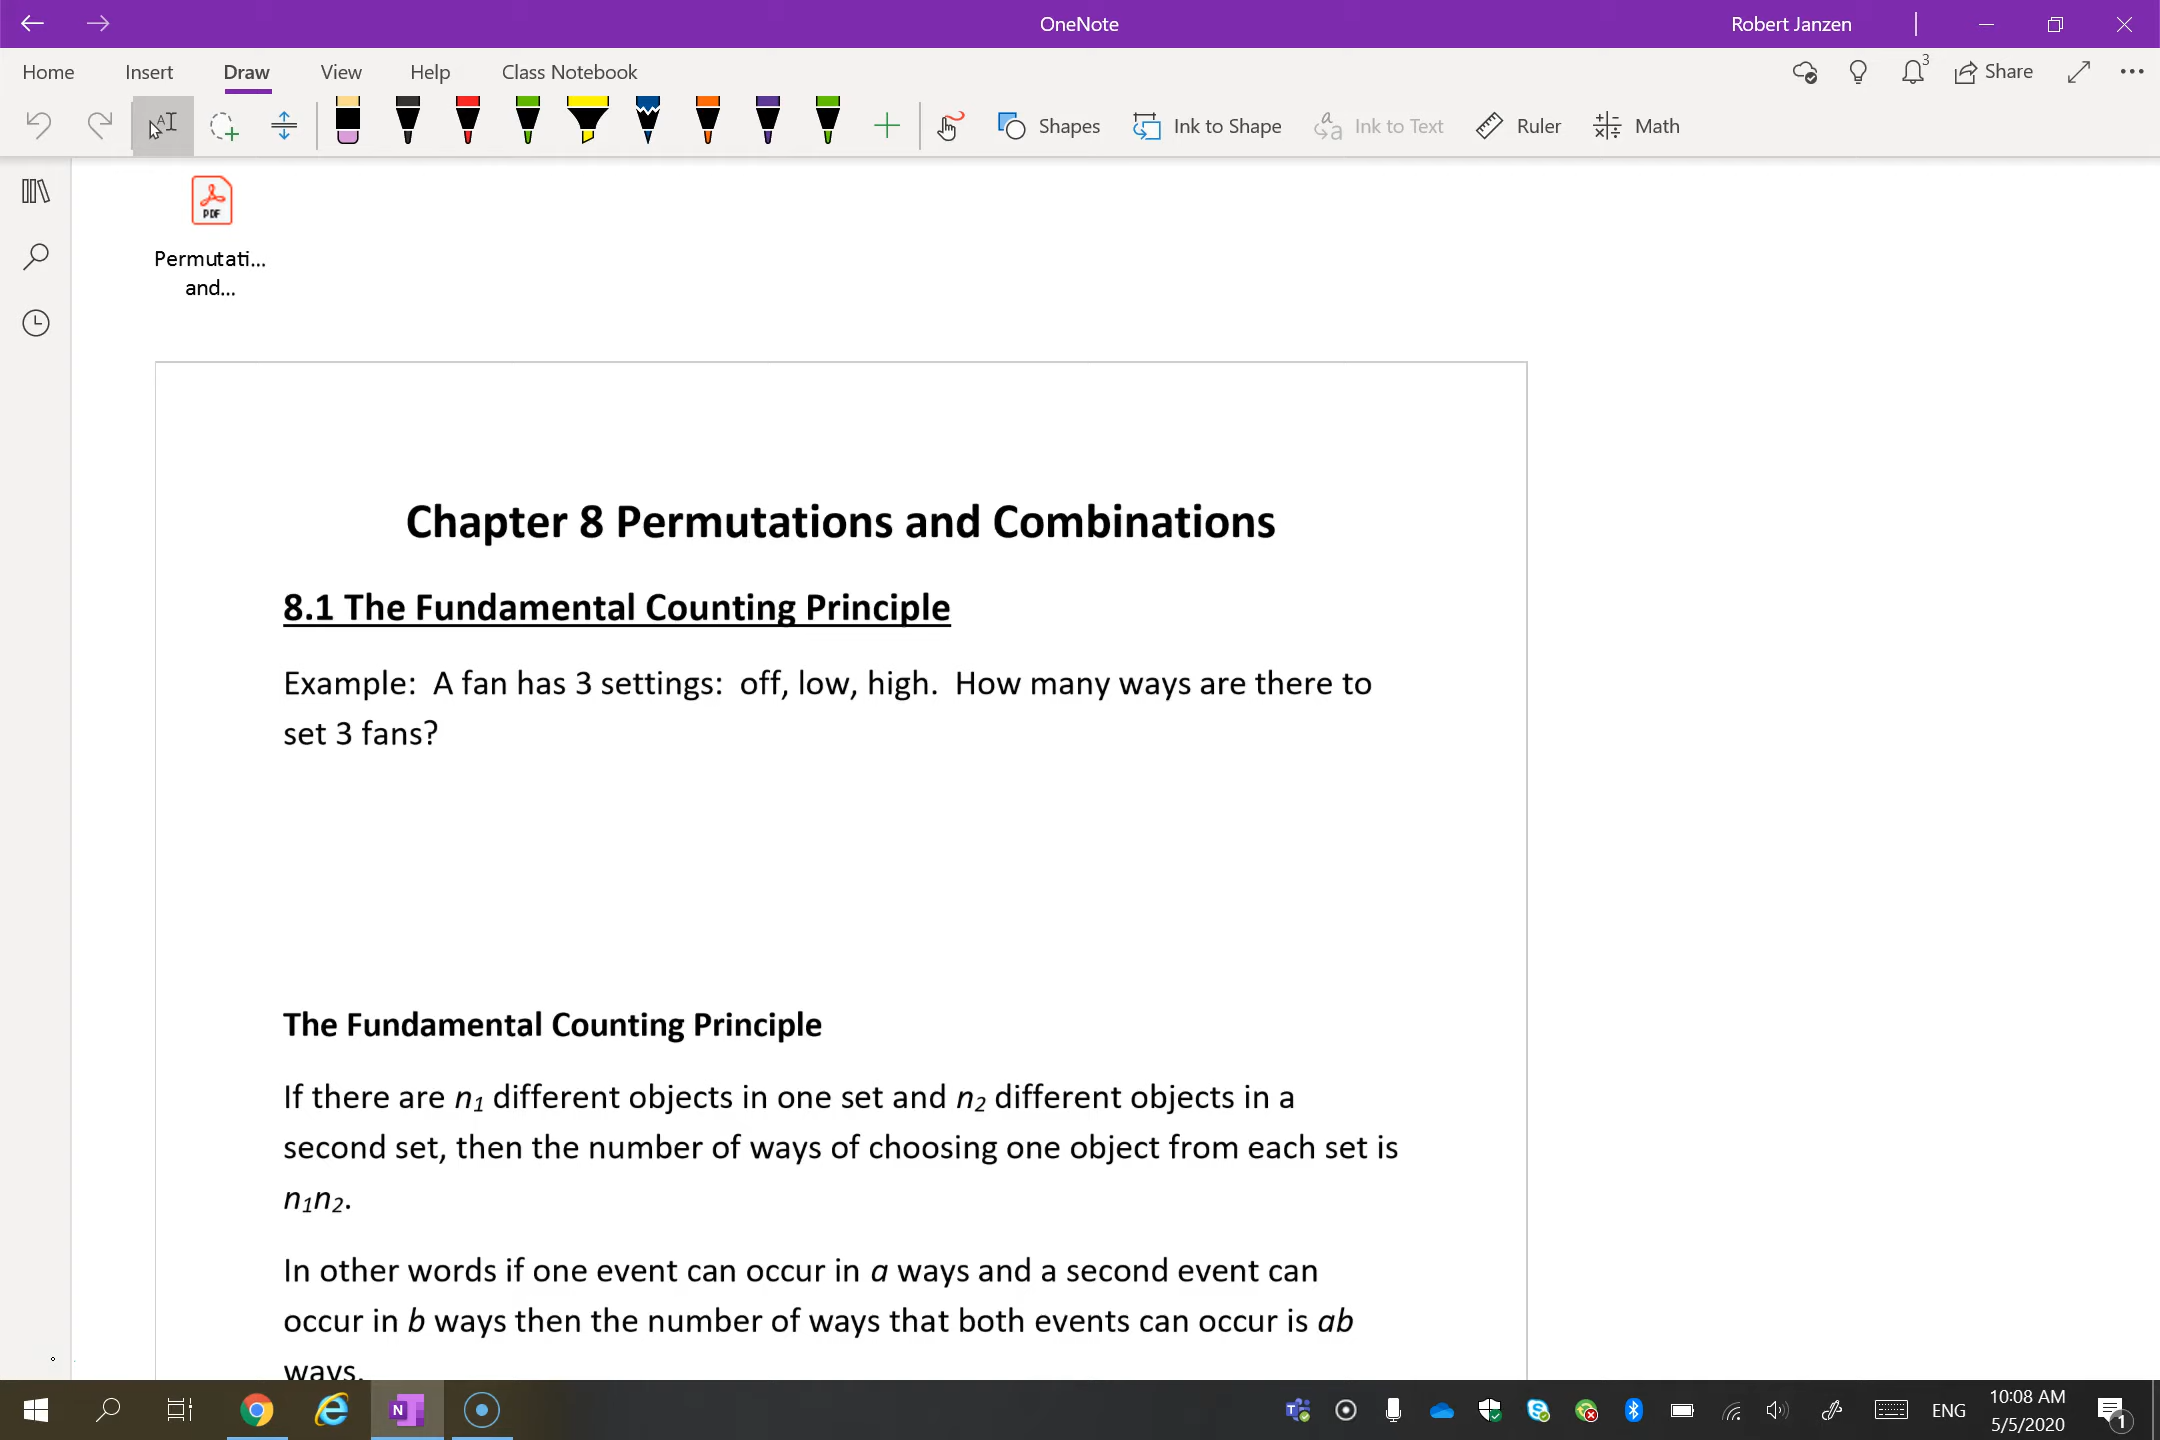 OneNote
Robert Janzen
Home Insert Draw View Help Class Notebook
3
Share
Shapes Ink to Shape Ink to Text Ruler Math
PDF
Permutati...
and...
Chapter 8 Permutations and Combinations
8.1 The Fundamental Counting Principle
Example:  A fan has 3 settings:  off, low, high.  How many ways are there to
set 3 fans?
The Fundamental Counting Principle
If there are n₁ different objects in one set and n₂ different objects in a
second set, then the number of ways of choosing one object from each set is
n₁n₂.
In other words if one event can occur in a ways and a second event can
occur in b ways then the number of ways that both events can occur is ab
ways.
ENG
10:08 AM
5/5/2020
1